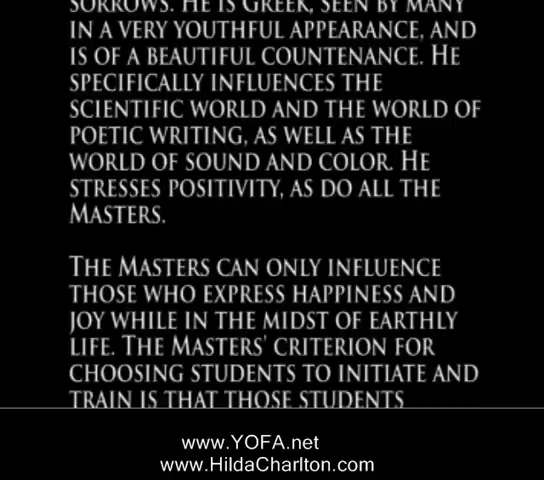 SORROWS. HE IS GREEK, SEEN BY MANY
IN A VERY YOUTHFUL APPEARANCE, AND
IS OF A BEAUTIFUL COUNTENANCE. HE
SPECIFICALLY INFLUENCES THE
SCIENTIFIC WORLD AND THE WORLD OF
POETIC WRITING, AS WELL AS THE
WORLD OF SOUND AND COLOR. HE
STRESSES POSITIVITY, AS DO ALL THE
MASTERS.
THE MASTERS CAN ONLY INFLUENCE
THOSE WHO EXPRESS HAPPINESS AND
JOY WHILE IN THE MIDST OF EARTHLY
LIFE. THE MASTERS' CRITERION FOR
CHOOSING STUDENTS TO INITIATE AND
TRAIN IS THAT THOSE STUDENTS
www.YOFA.net
www.HildaCharlton.com